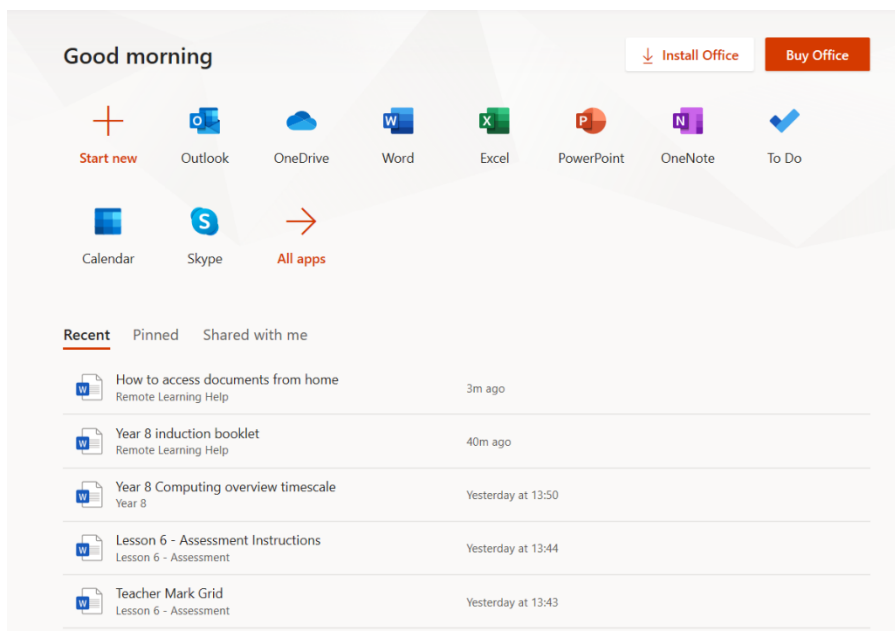 Good morning
Install Office
Buy Office
Start new
Outlook
OneDrive
Word
Excel
PowerPoint
OneNote
To Do
Calendar
Skype
All apps
Recent
Pinned
Shared with me
How to access documents from home
Remote Learning Help
3m ago
Year 8 induction booklet
Remote Learning Help
40m ago
Year 8 Computing overview timescale
Year 8
Yesterday at 13:50
Lesson 6 - Assessment Instructions
Lesson 6 - Assessment
Yesterday at 13:44
Teacher Mark Grid
Lesson 6 - Assessment
Yesterday at 13:43